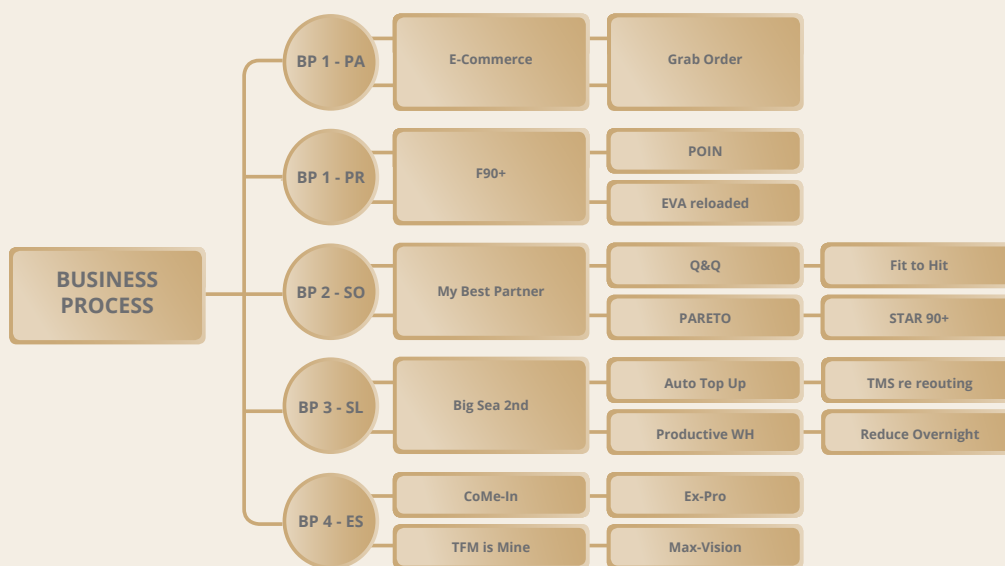 BUSINESS
PROCESS
BP 1 - PA
E-Commerce
Grab Order
BP 1 - PR
F90+
POIN
EVA reloaded
BP 2 - SO
My Best Partner
Q&Q
Fit to Hit
PARETO
STAR 90+
BP 3 - SL
Big Sea 2nd
Auto Top Up
TMS re reouting
Productive WH
Reduce Overnight
BP 4 - ES
CoMe-In
Ex-Pro
TFM is Mine
Max-Vision